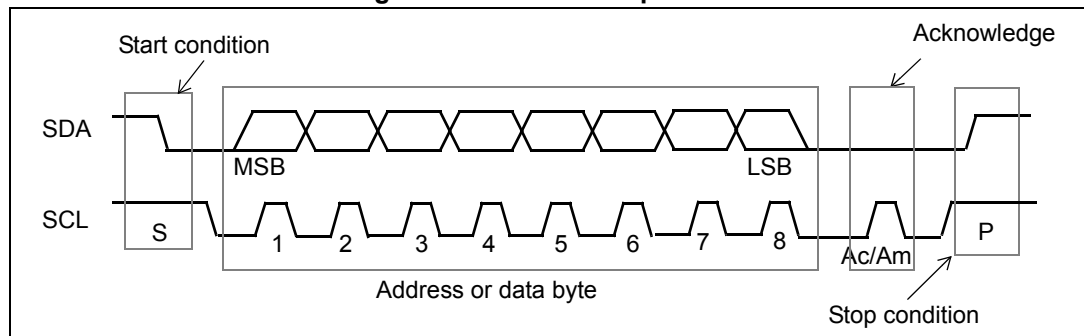 Start condition
Acknowledge
SDA
MSB
LSB
SCL
S
1 2 3 4 5 6 7 8
Ac/Am
P
Address or data byte
Stop condition